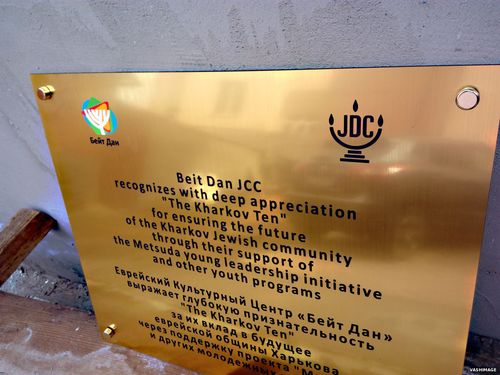 Бейт Дан
JDC
Beit Dan JCC
recognizes with deep appreciation
"The Kharkov Ten"
for ensuring the future
of the Kharkov Jewish community
through their support of
the Metsuda young leadership initiative
and other youth programs
Еврейский Культурный Центр «Бейт Дан»
выражает глубокую признательность
"The Kharkov Ten"
за их вклад в будущее
еврейской общины Харькова
через поддержку проекта "М
и других молодежных
VASHIMAGE